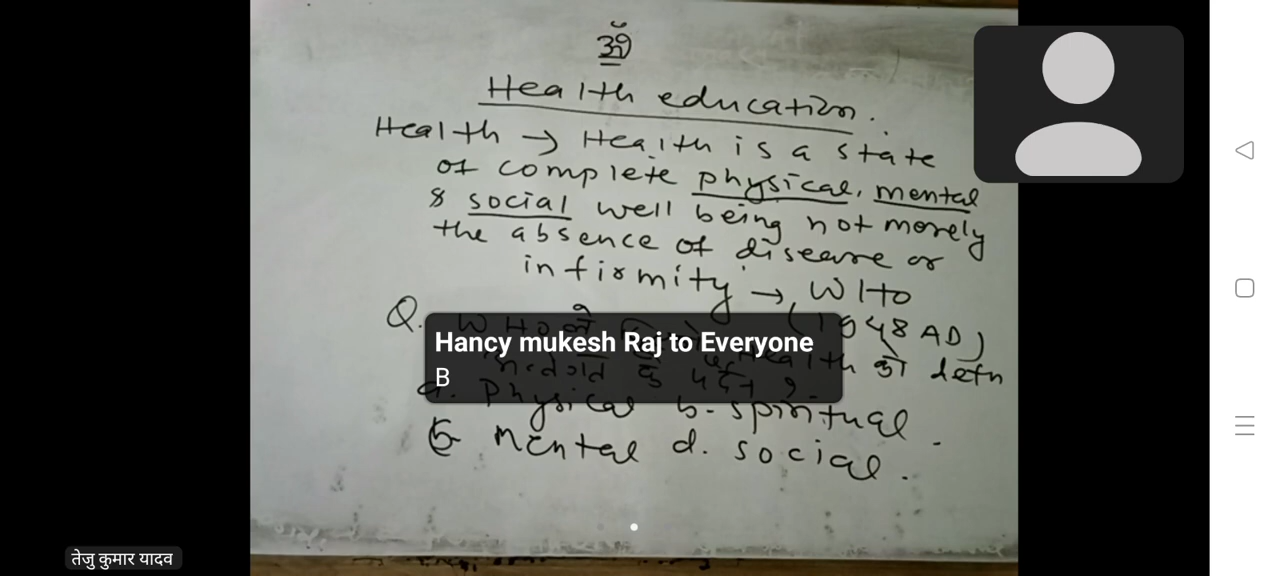 ॐ
Health education.
Health → Health is a state
of complete physical, mental
& social well being not merely
the absence of disease or
infirmity → WHO
(1948 AD)
Q. WHO ले
Health को defn
Hancy mukesh Raj to Everyone
B
a. Physical b. spiritual
c. mental d. social.
तेजु कुमार यादव